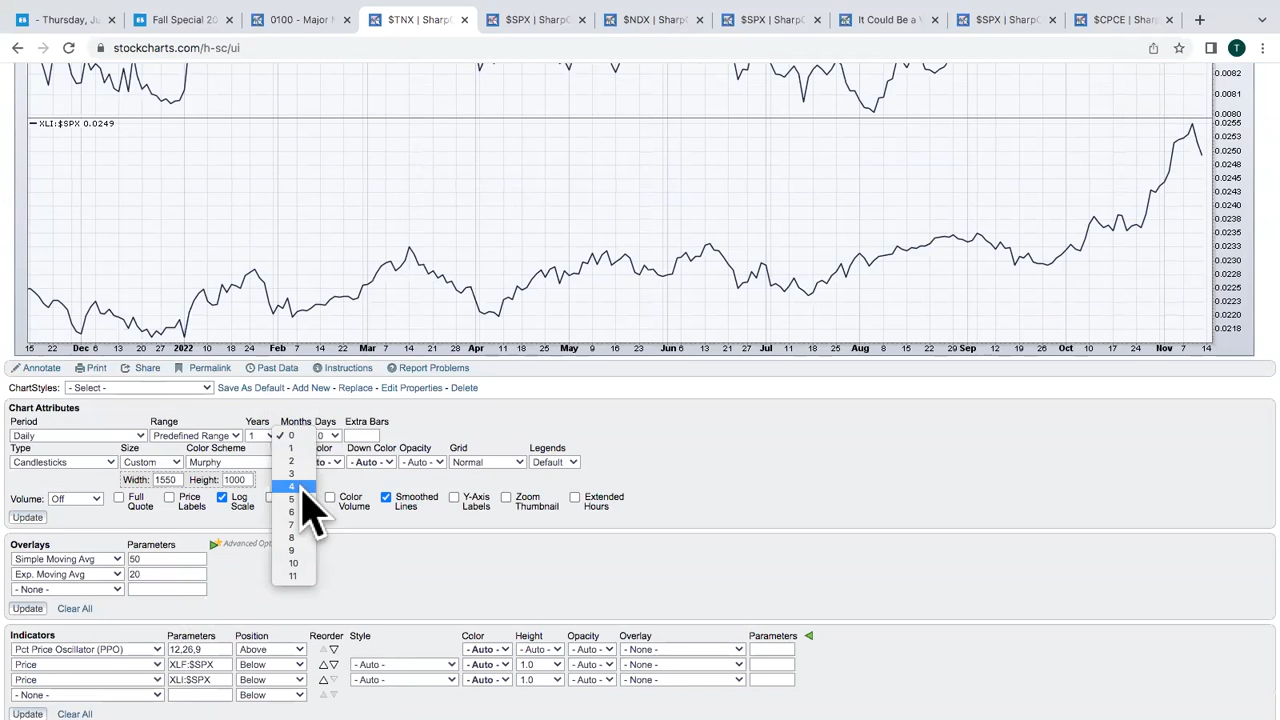 - Thursday, Ju
Fall Special 20
0100 - Major M
$TNX | SharpC
$SPX | SharpC
$NDX | SharpC
$SPX | SharpC
It Could Be a
$SPX | SharpC
$CPCE | Sharp
stockcharts.com/h-sc/ui
T
0.0082
0.0081
0.0080
XLI:$SPX 0.0249
0.0255
0.0253
0.0250
0.0248
0.0245
0.0243
0.0240
0.0238
0.0235
0.0233
0.0230
0.0228
0.0225
0.0223
0.0220
0.0218
15 22 Dec 6 13 20 27 2022 10 18 24 Feb 7 14 22 Mar 7 14 21 28 Apr 11 18 25 May 9 16 23 Jun 6 13 21 27 Jul 11 18 25 Aug 8 15 22 29 Sep 12 19 26 Oct 10 17 24 Nov 7 14
Annotate Print Share Permalink Past Data Instructions Report Problems
ChartStyles: - Select - Save As Default - Add New - Replace - Edit Properties - Delete
Chart Attributes
Period Range Years Months Days Extra Bars
Daily Predefined Range 1 0 0
Type Size Color Scheme Color Down Color Opacity Grid Legends
Candlesticks Custom Murphy - Auto - - Auto - Normal Default
1
2
3
4
5
6
7
8
9
10
11
Width: 1550 Height: 1000
Volume: Off Full Quote Price Labels Log Scale Color Volume Smoothed Lines Y-Axis Labels Zoom Thumbnail Extended Hours
Update
Overlays Parameters Advanced Opt
Simple Moving Avg 50
Exp. Moving Avg 20
- None -
Update Clear All
Indicators Parameters Position Reorder Style Color Height Opacity Overlay Parameters
Pct Price Oscillator (PPO) 12,26,9 Above - Auto - - Auto - - Auto - - None -
Price XLF:$SPX Below - Auto - - Auto - 1.0 - Auto - - None -
Price XLI:$SPX Below - Auto - - Auto - 1.0 - Auto - - None -
- None - Below
Update Clear All